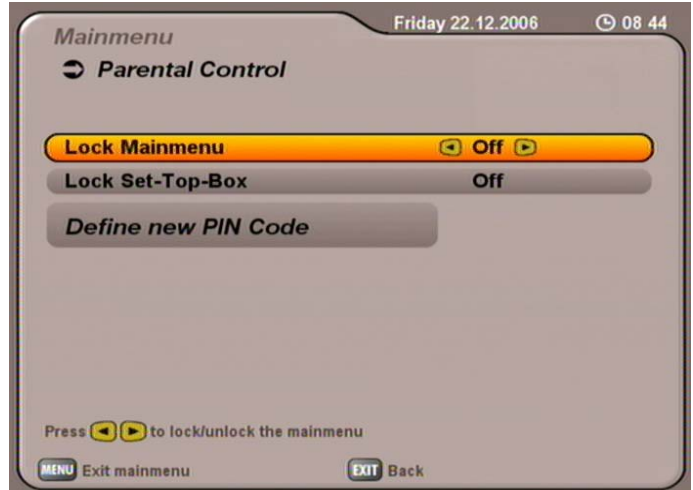 Mainmenu
Friday 22.12.2006 08 44
Parental Control
Lock Mainmenu Off
Lock Set-Top-Box Off
Define new PIN Code
Press to lock/unlock the mainmenu
MENU Exit mainmenu EXIT Back